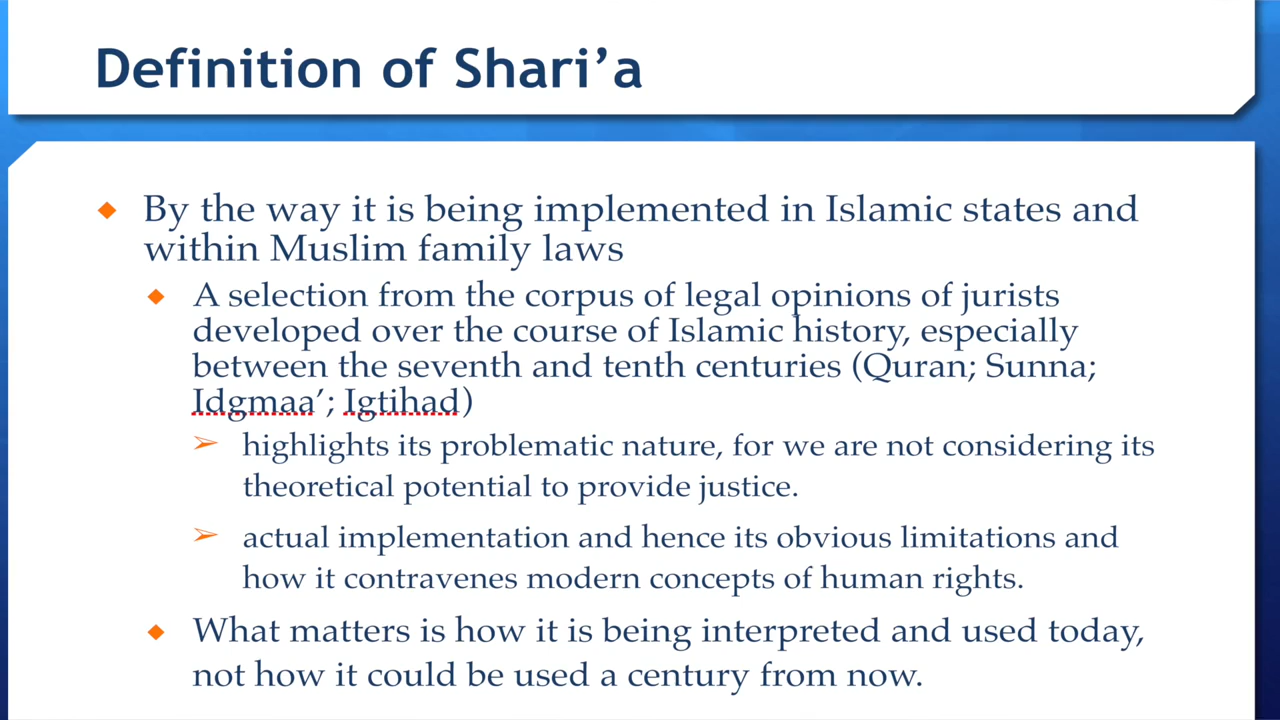 Definition of Shari’a
By the way it is being implemented in Islamic states and
within Muslim family laws
A selection from the corpus of legal opinions of jurists
developed over the course of Islamic history, especially
between the seventh and tenth centuries (Quran; Sunna;
Idgmaa’; Igtihad)
highlights its problematic nature, for we are not considering its
theoretical potential to provide justice.
actual implementation and hence its obvious limitations and
how it contravenes modern concepts of human rights.
What matters is how it is being interpreted and used today,
not how it could be used a century from now.